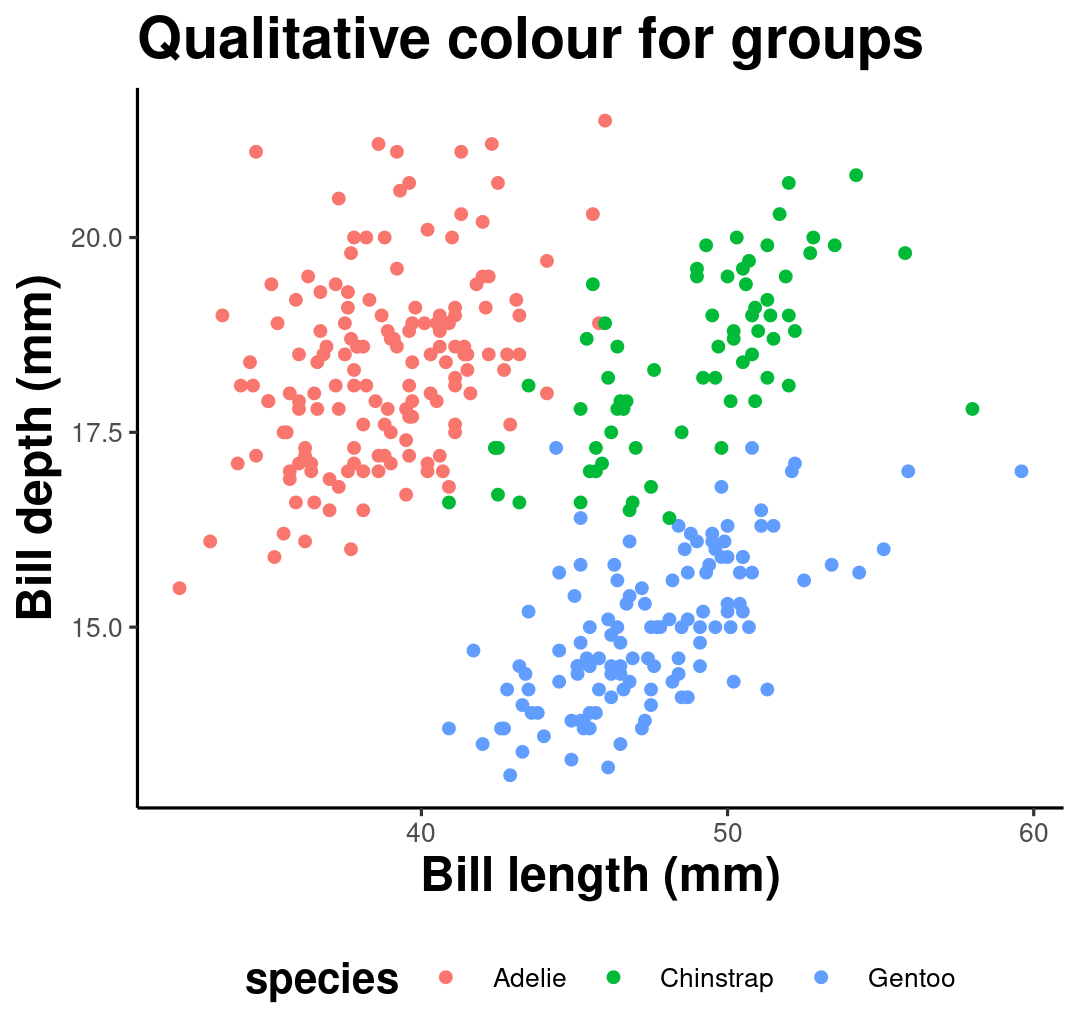 Qualitative colour for groups
Bill depth (mm)
20.0
17.5
15.0
40 50 60
Bill length (mm)
species Adelie Chinstrap Gentoo